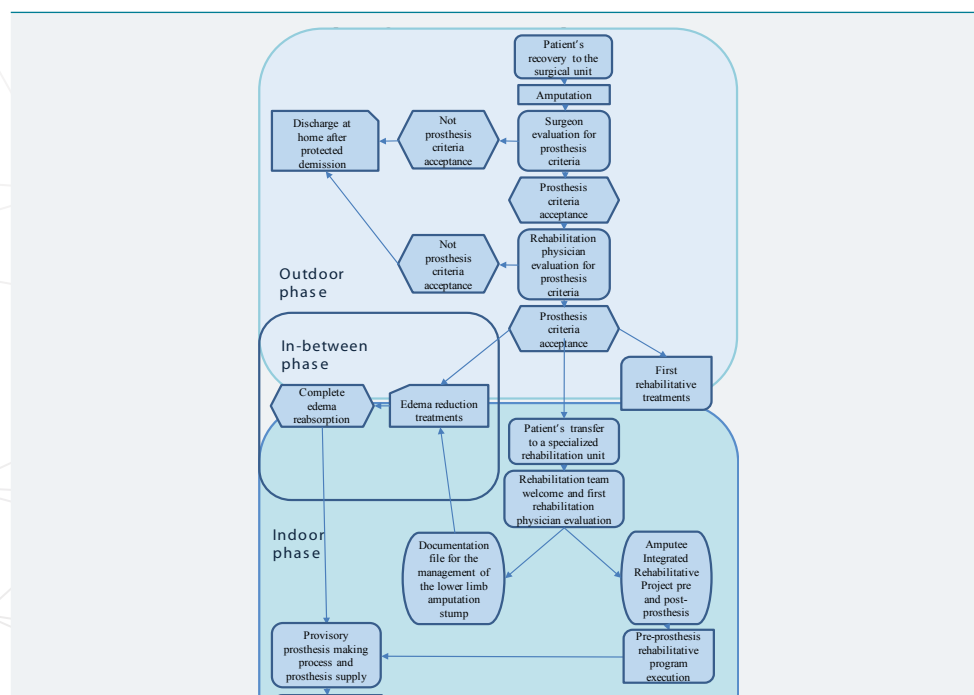 Patient's
recovery to the
surgical unit
Amputation
Discharge at
home after
protected
demission
Not
prosthesis
criteria
acceptance
Surgeon
evaluation for
prosthesis
criteria
Prosthesis
criteria
acceptance
Not
prosthesis
criteria
acceptance
Rehabilitation
physician
evaluation for
prosthesis
criteria
Outdoor
phase
Prosthesis
criteria
acceptance
In-between
phase
First
rehabilitative
treatments
Complete
edema
reabsorption
Edema reduction
treatments
Patient's transfer
to a specialized
rehabilitation unit
Rehabilitation team
welcome and first
rehabilitation
physician evaluation
Indoor
phase
Documentation
file for the
management of
the lower limb
amputation
stump
Amputee
Integrated
Rehabilitative
Project pre
and post-
prosthesis
Provisory
prosthesis making
process and
prosthesis supply
Pre-prosthesis
rehabilitative
program
execution